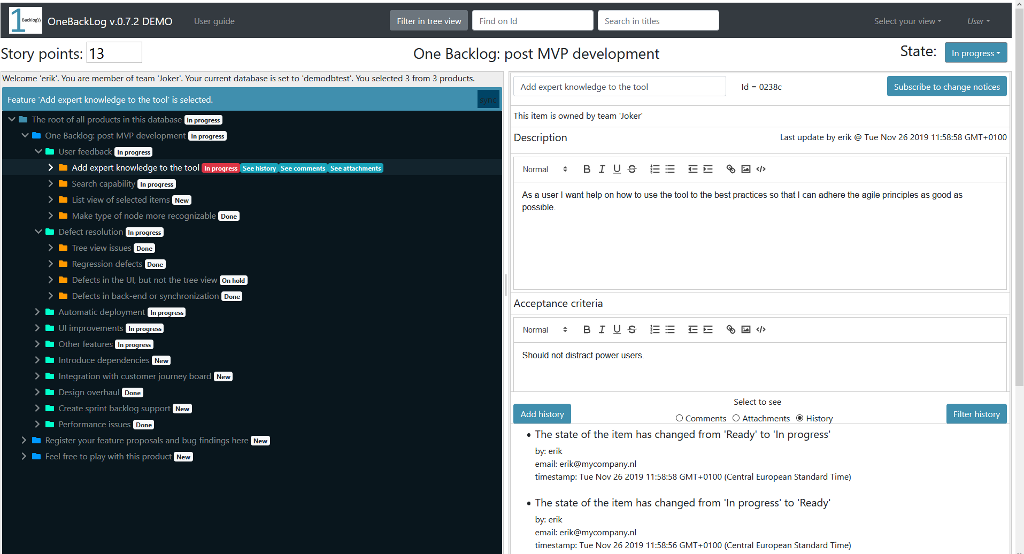 1 Backlog(s)
OneBackLog v.0.7.2 DEMO
User guide
Filter in tree view
Find on Id
Search in titles
Select your view
User
Story points: 13
One Backlog: post MVP development
State: In progress
Welcome 'erik'. You are member of team 'Joker'. Your current database is set to 'demodbtest'. You selected 3 from 3 products.
Feature 'Add expert knowledge to the tool' is selected.
sync
The root of all products in this database In progress
One Backlog: post MVP development In progress
User feedback In progress
Add expert knowledge to the tool In progress See history See comments See attachments
Search capability In progress
List view of selected items New
Make type of node more recognizable Done
Defect resolution In progress
Tree view issues Done
Regression defects Done
Defects in the UI, but not the tree view On hold
Defects in back-end or synchronization Done
Automatic deployment In progress
UI improvements In progress
Other features In progress
Introduce dependencies New
Integration with customer journey board New
Design overhaul Done
Create sprint backlog support New
Performance issues Done
Register your feature proposals and bug findings here New
Feel free to play with this product New
Add expert knowledge to the tool
Id = 0238c
Subscribe to change notices
This item is owned by team 'Joker'
Description
Last update by erik @ Tue Nov 26 2019 11:58:58 GMT+0100
Normal B I U S
As a user I want help on how to use the tool to the best practices so that I can adhere the agile principles as good as
possible
Acceptance criteria
Normal B I U S
Should not distract power users
Select to see
Add history
Comments Attachments History
Filter history
• The state of the item has changed from 'Ready' to 'In progress'
by: erik
email: erik@mycompany.nl
timestamp: Tue Nov 26 2019 11:58:58 GMT+0100 (Central European Standard Time)
• The state of the item has changed from 'In progress' to 'Ready'
by: erik
email: erik@mycompany.nl
timestamp: Tue Nov 26 2019 11:58:56 GMT+0100 (Central European Standard Time)